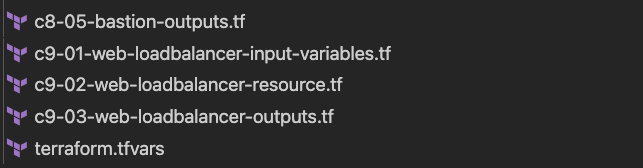 c8-05-bastion-outputs.tf
c9-01-web-loadbalancer-input-variables.tf
c9-02-web-loadbalancer-resource.tf
c9-03-web-loadbalancer-outputs.tf
terraform.tfvars